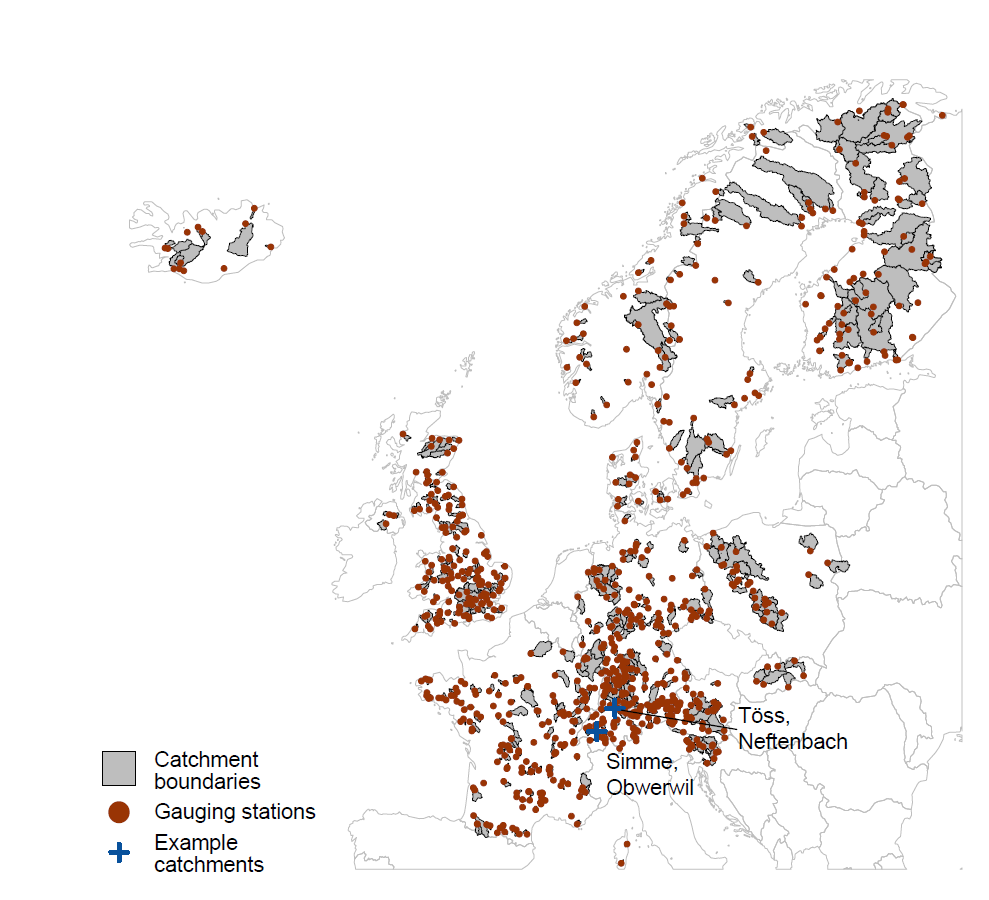 Töss,
Neftenbach
Simme,
Obwerwil
Catchment
boundaries
Gauging stations
Example
catchments